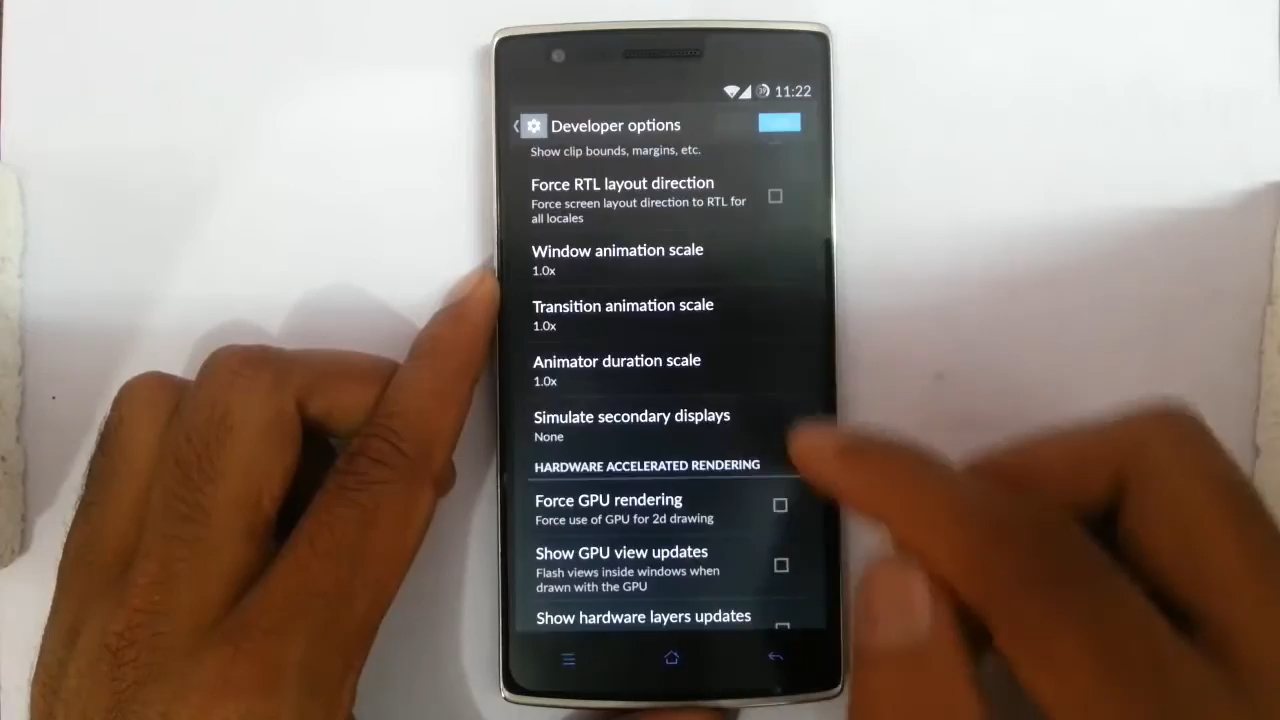 11:22
Developer options
Show clip bounds, margins, etc.
Force RTL layout direction
Force screen layout direction to RTL for
all locales
Window animation scale
1.0x
Transition animation scale
1.0x
Animator duration scale
1.0x
Simulate secondary displays
None
HARDWARE ACCELERATED RENDERING
Force GPU rendering
Force use of GPU for 2d drawing
Show GPU view updates
Flash views inside windows when
drawn with the GPU
Show hardware layers updates